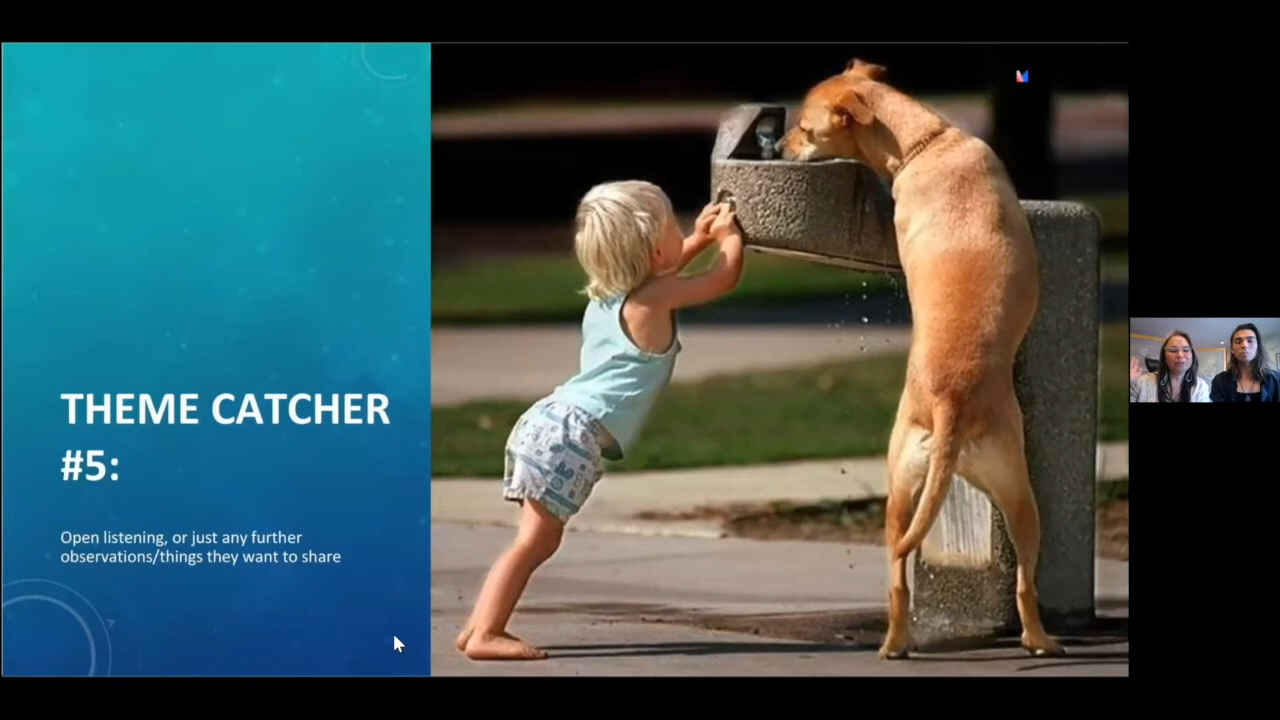 THEME CATCHER
#5:
Open listening, or just any further
observations/things they want to share